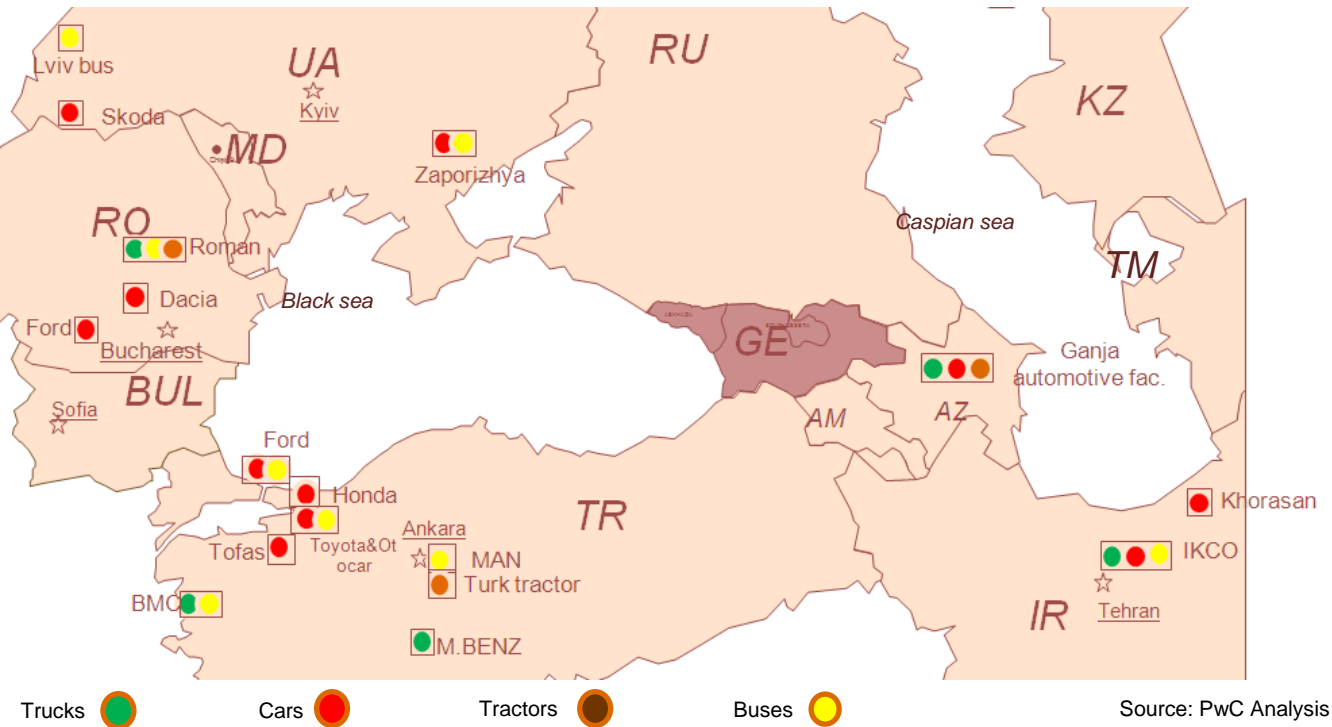 Lviv bus
UA
RU
Kyiv
KZ
Skoda
MD
Zaporizhya
RO
Roman
Caspian sea
TM
Black sea
Dacia
Ford
Bucharest
GE
Ganja
automotive fac.
BUL
Sofia
AM
AZ
Ford
Honda
TR
Khorasan
Ankara
Toyota&Ot
ocar
Tofas
MAN
IKCO
Turk tractor
BMC
IR
Tehran
M.BENZ
Trucks
Cars
Tractors
Buses
Source: PwC Analysis